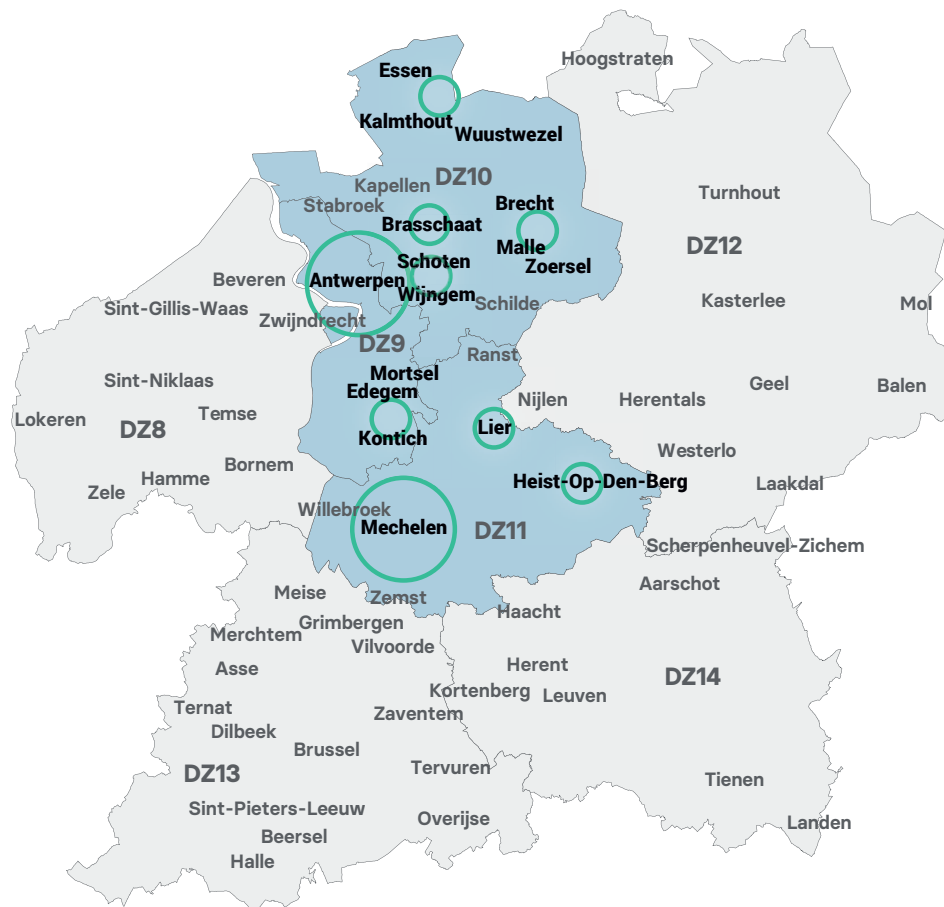 Hoogstraten
Essen
Kalmthout
Wuustwezel
DZ10
Kapellen
Turnhout
Stabroek
Brecht
Brasschaat
DZ12
Malle
Schoten
Zoersel
Beveren
Antwerpen
Wijngem
Kasterlee
Mol
Sint-Gillis-Waas
Schilde
Zwijndrecht
DZ9
Ranst
Mortsel
Sint-Niklaas
Edegem
Geel
Balen
Nijlen
Herentals
Temse
Lokeren
DZ8
Lier
Kontich
Westerlo
Bornem
Hamme
Heist-Op-Den-Berg
Laakdal
Zele
Willebroek
Mechelen
DZ11
Scherpenheuvel-Zichem
Aarschot
Meise
Zemst
Haacht
Grimbergen
Merchtem
Vilvoorde
Asse
Herent
DZ14
Kortenberg
Leuven
Ternat
Zaventem
Dilbeek
Brussel
Tervuren
DZ13
Tienen
Sint-Pieters-Leeuw
Overijse
Landen
Beersel
Halle